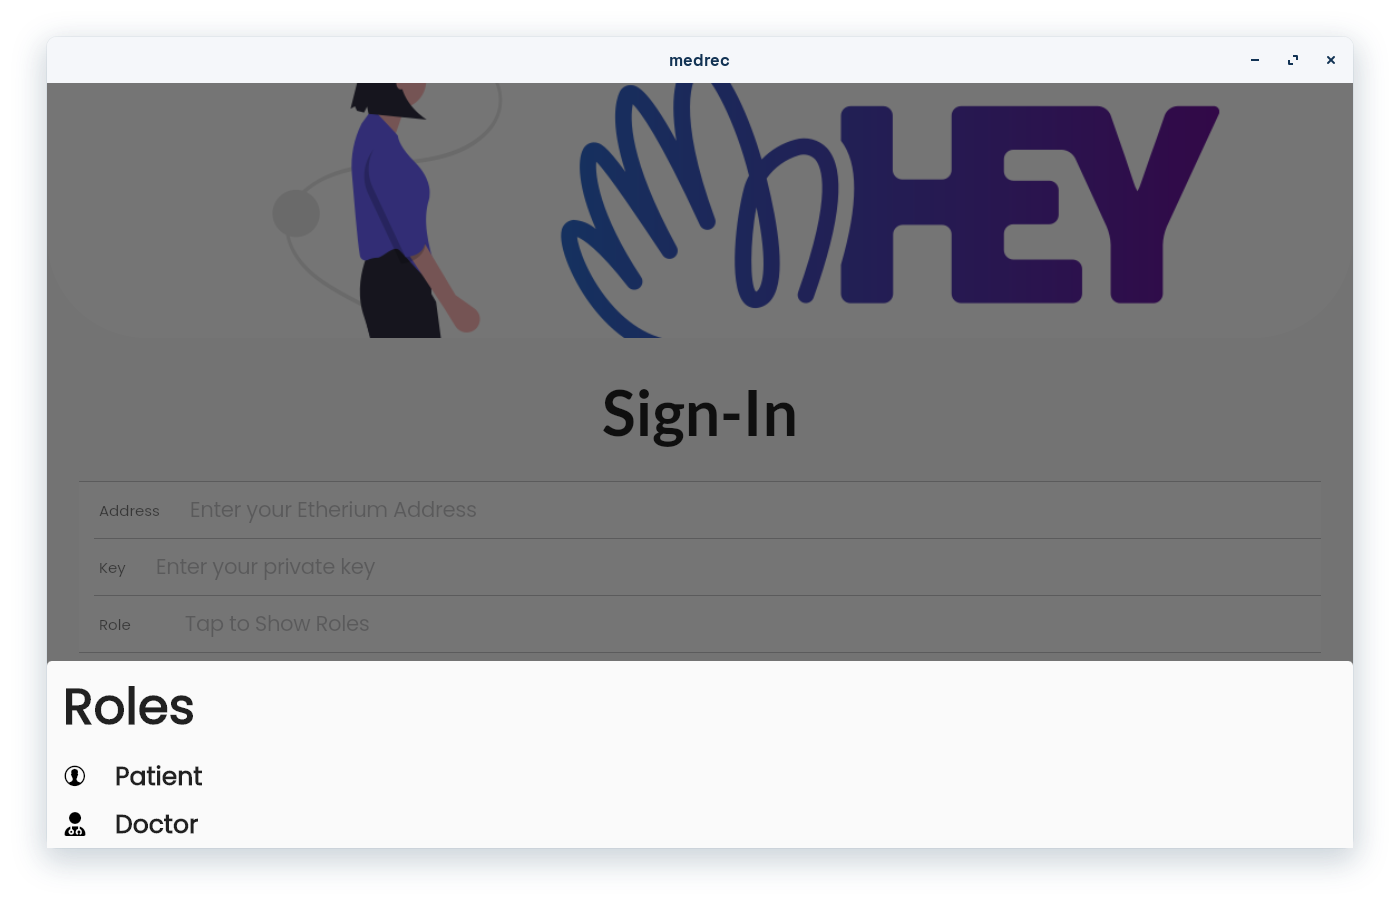 medrec
HEY
Sign-In
Address Enter your Etherium Address
Key Enter your private key
Role Tap to Show Roles
Roles
Patient
Doctor